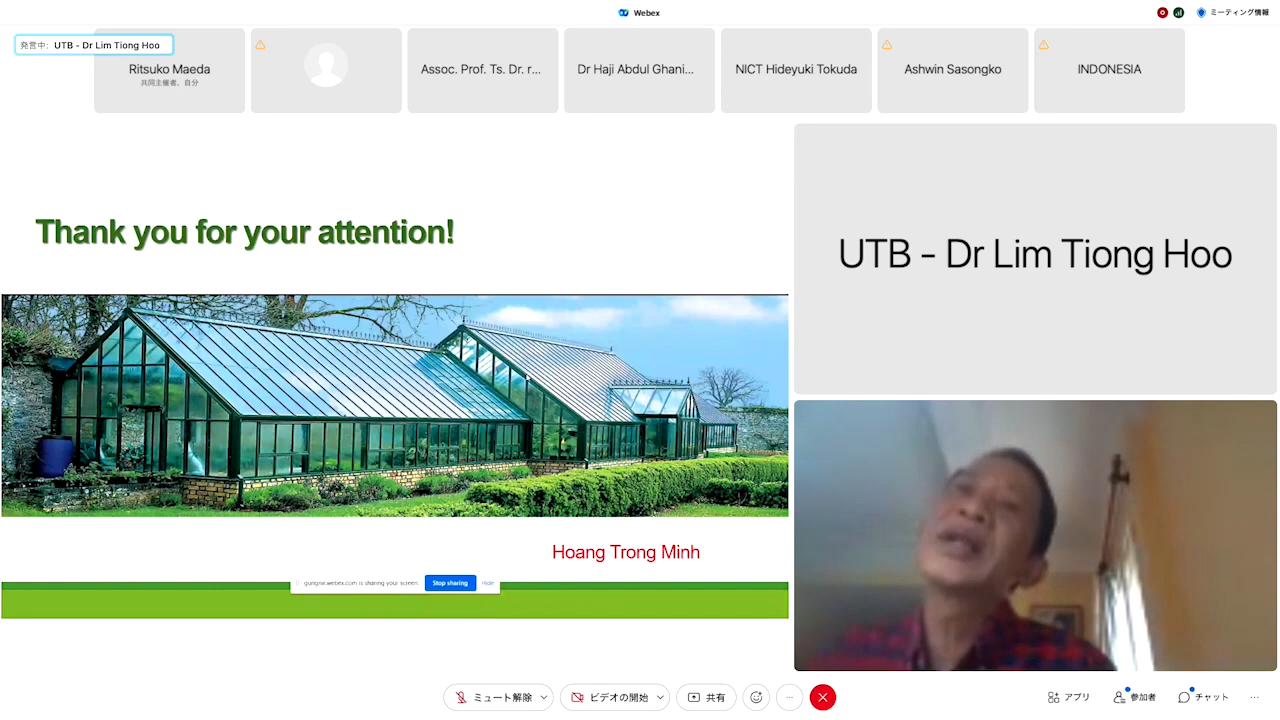 Webex
ミーティング情報
発言中: UTB - Dr Lim Tiong Hoo
Ritsuko Maeda
共同主催者、自分
Assoc. Prof. Ts. Dr. r...
Dr Haji Abdul Ghani...
NICT Hideyuki Tokuda
Ashwin Sasongko
INDONESIA
Thank you for your attention!
UTB - Dr Lim Tiong Hoo
Hoang Trong Minh
is sharing your screen.
Stop sharing
Hide
ミュート解除
ビデオの開始
共有
アプリ
参加者
チャット